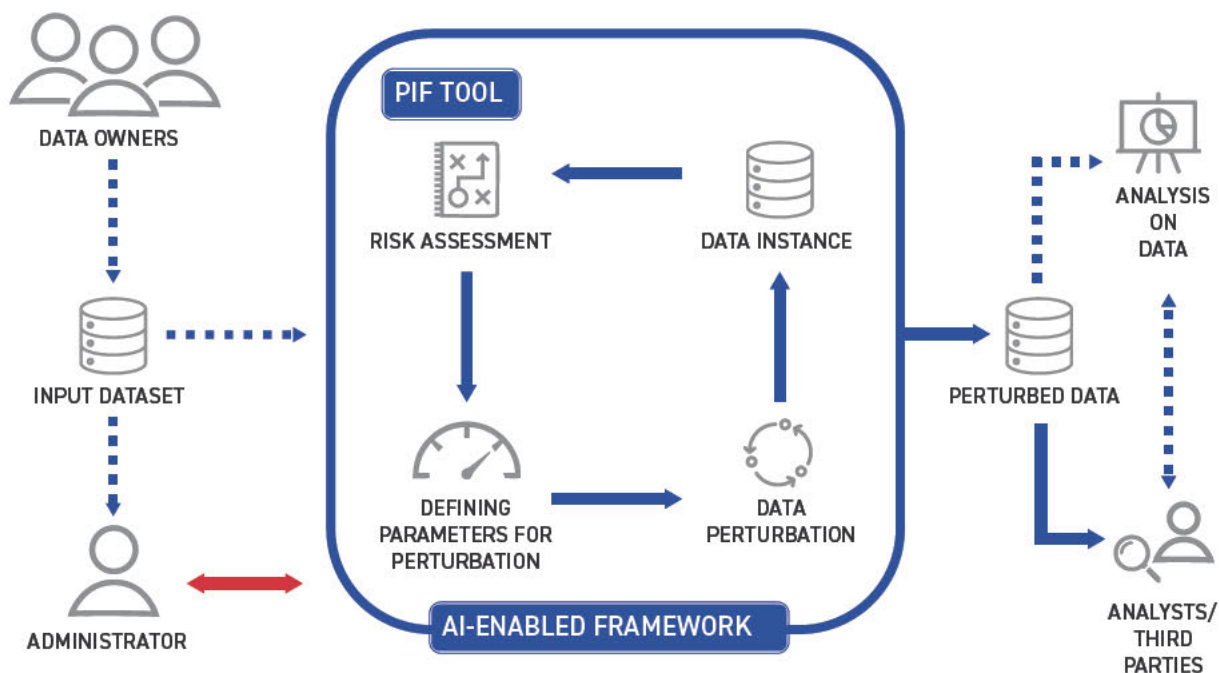 DATA OWNERS
INPUT DATASET
ADMINISTRATOR
PIF TOOL
RISK ASSESSMENT
DATA INSTANCE
DEFINING
PARAMETERS FOR
PERTURBATION
DATA
PERTURBATION
AI-ENABLED FRAMEWORK
PERTURBED DATA
ANALYSIS
ON
DATA
ANALYSTS/
THIRD
PARTIES